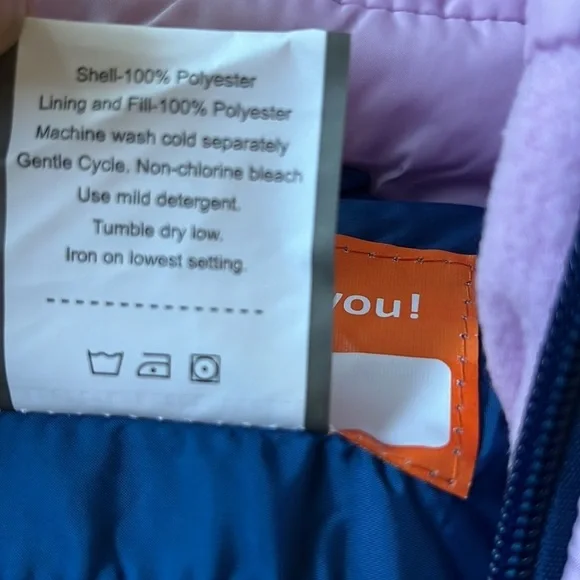 Shell-100% Polyester
Lining and Fill-100% Polyester
Machine wash cold separately
Gentle Cycle, Non-chlorine bleach
Use mild detergent.
Tumble dry low.
Iron on lowest setting.
you!